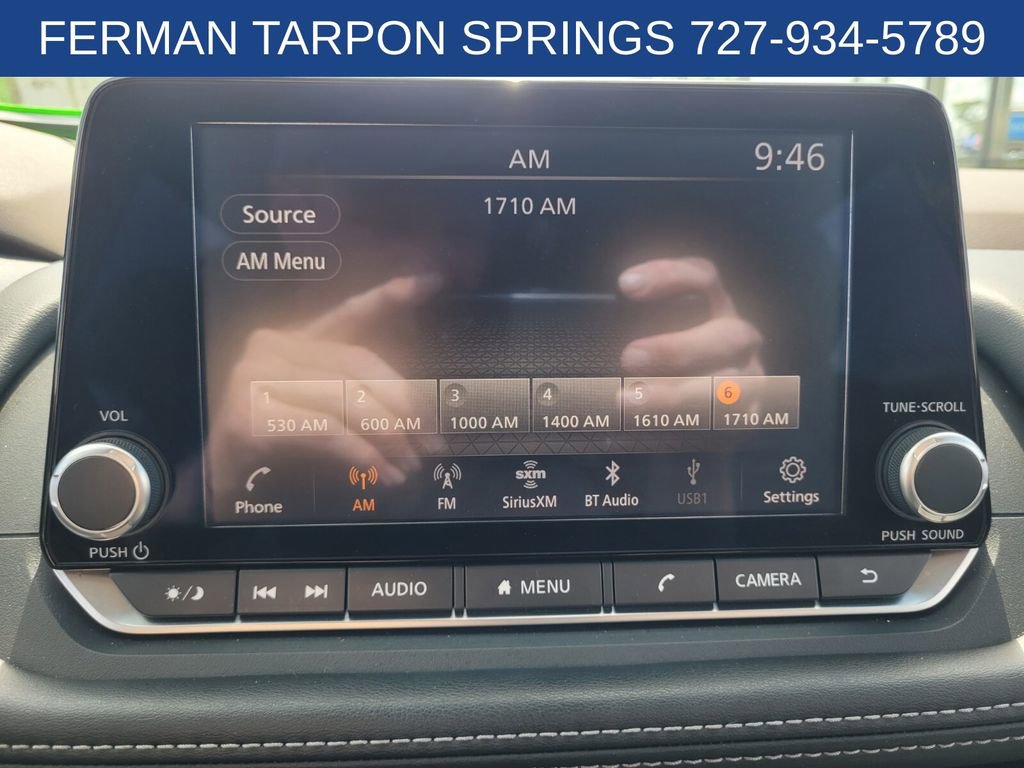 FERMAN TARPON SPRINGS 727-934-5789
AM 9:46
1710 AM
Source
AM Menu
1 2 3 4 5 6
530 AM 600 AM 1000 AM 1400 AM 1610 AM 1710 AM
VOL
TUNE·SCROLL
sxm
Phone AM FM SiriusXM BT Audio USB1 Settings
PUSH
PUSH SOUND
AUDIO MENU CAMERA